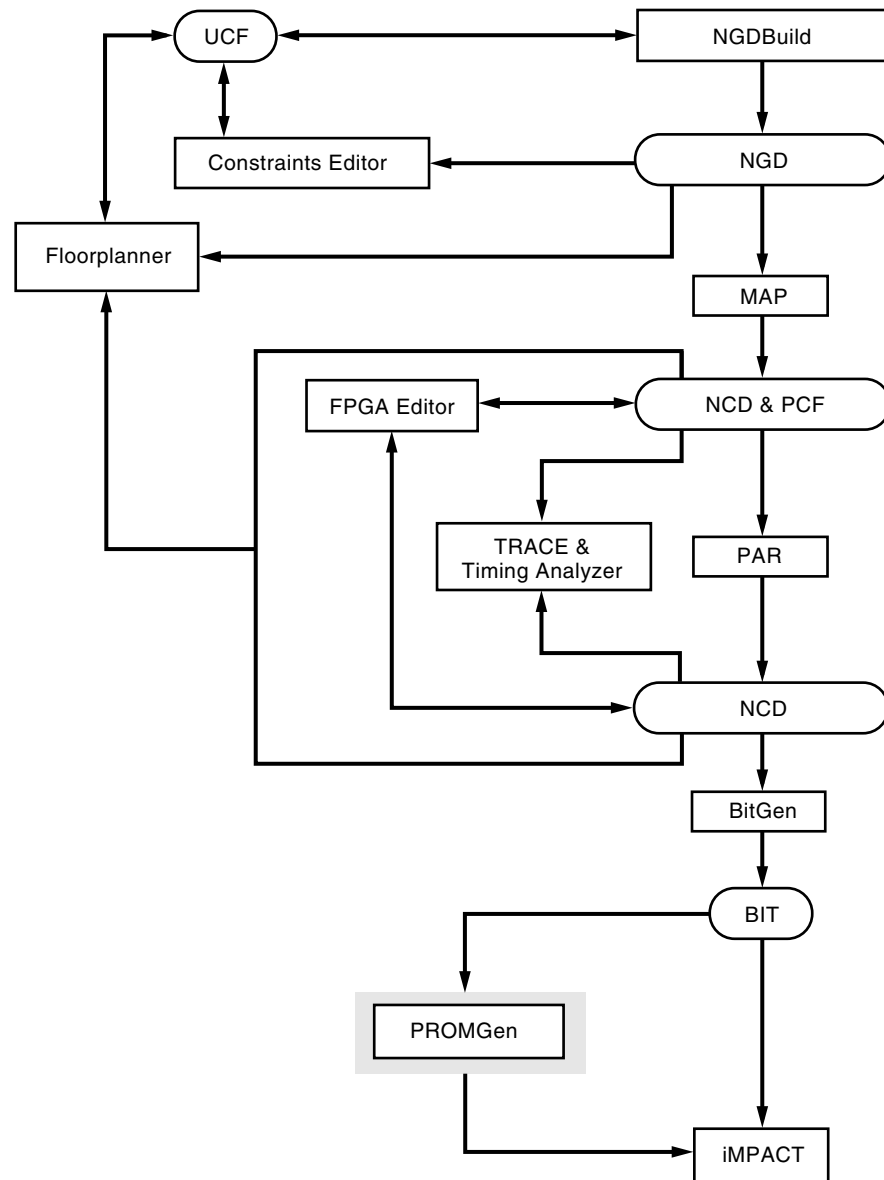 UCF
NGDBuild
Constraints Editor
NGD
Floorplanner
MAP
FPGA Editor
NCD & PCF
TRACE &
Timing Analyzer
PAR
NCD
BitGen
BIT
PROMGen
iMPACT